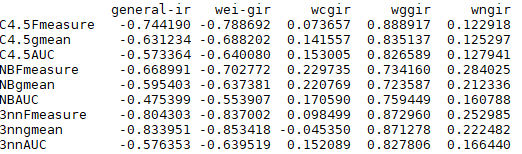 general-ir wei-gir wcgir wggir wngir
C4.5Fmeasure -0.744190 -0.788692 0.073657 0.888917 0.122918
C4.5gmean -0.631234 -0.688202 0.141557 0.835137 0.125297
C4.5AUC -0.573364 -0.640080 0.153005 0.826589 0.127941
NBFmeasure -0.668991 -0.702772 0.229735 0.734160 0.284025
NBgmean -0.595403 -0.637381 0.220769 0.723587 0.212336
NBAUC -0.475399 -0.553907 0.170590 0.759449 0.160788
3nnFmeasure -0.804303 -0.837002 0.098499 0.872960 0.252985
3nngmean -0.833951 -0.853418 -0.045350 0.871278 0.222482
3nnAUC -0.576353 -0.639519 0.152089 0.827806 0.166440